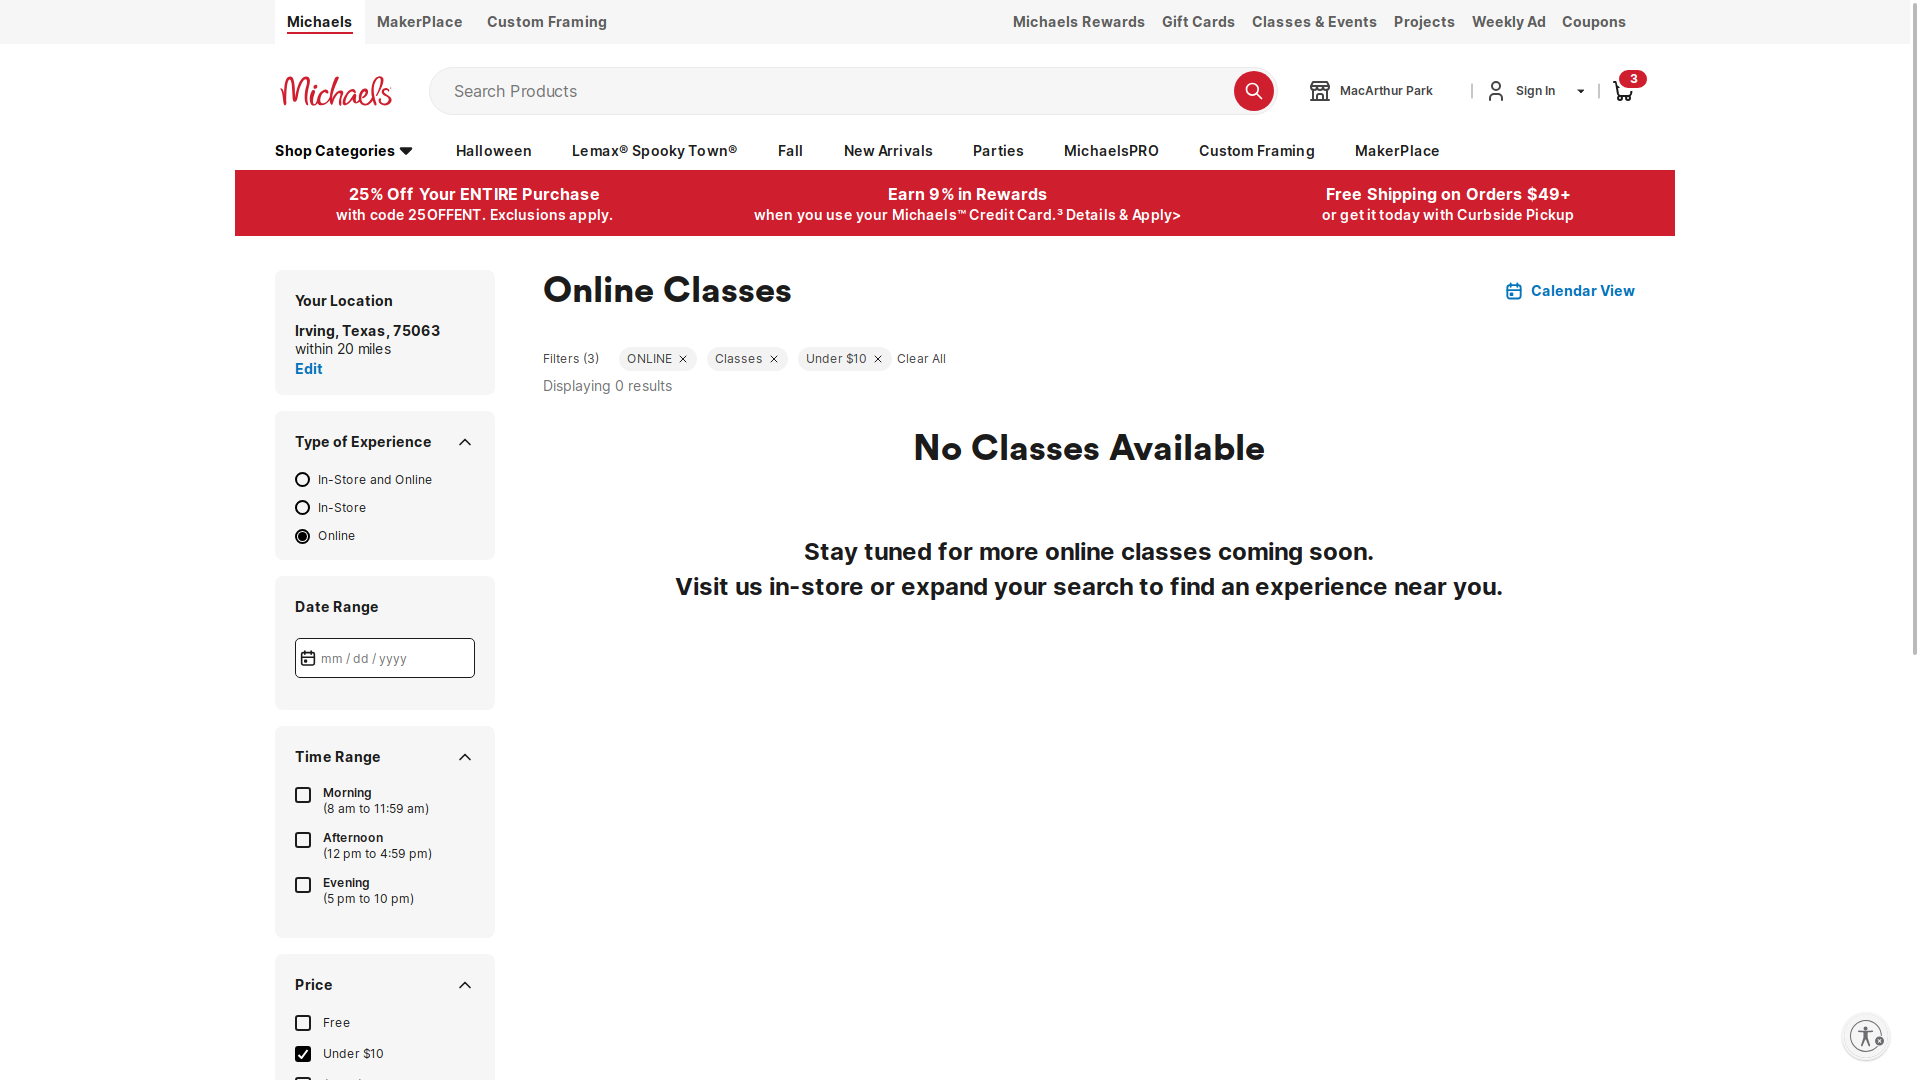 Michaels
MakerPlace
Custom Framing
Michaels Rewards
Gift Cards
Classes & Events
Projects
Weekly Ad
Coupons
Michaels
Search Products
MacArthur Park
Sign In
3
Shop Categories
Halloween
Lemax® Spooky Town®
Fall
New Arrivals
Parties
MichaelsPRO
Custom Framing
MakerPlace
25% Off Your ENTIRE Purchase
with code 25OFFENT. Exclusions apply.
Earn 9% in Rewards
when you use your Michaels™ Credit Card.³ Details & Apply>
Free Shipping on Orders $49+
or get it today with Curbside Pickup
Your Location
Irving, Texas, 75063
within 20 miles
Edit
Type of Experience
In-Store and Online
In-Store
Online
Date Range
mm / dd / yyyy
Time Range
Morning
(8 am to 11:59 am)
Afternoon
(12 pm to 4:59 pm)
Evening
(5 pm to 10 pm)
Price
Free
Under $10
Online Classes
Calendar View
Filters (3)
ONLINE
Classes
Under $10
Clear All
Displaying 0 results
No Classes Available
Stay tuned for more online classes coming soon.
Visit us in-store or expand your search to find an experience near you.